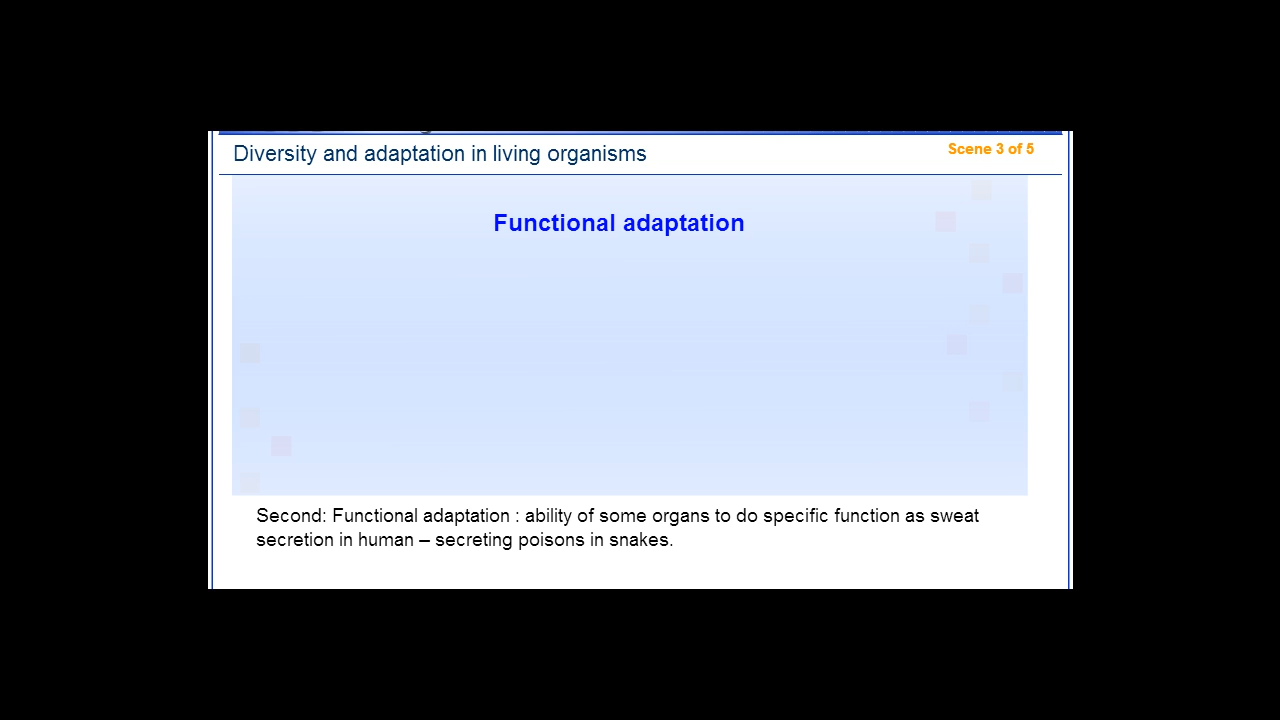 Diversity and adaptation in living organisms
Scene 3 of 5
Functional adaptation
Second: Functional adaptation : ability of some organs to do specific function as sweat
secretion in human – secreting poisons in snakes.